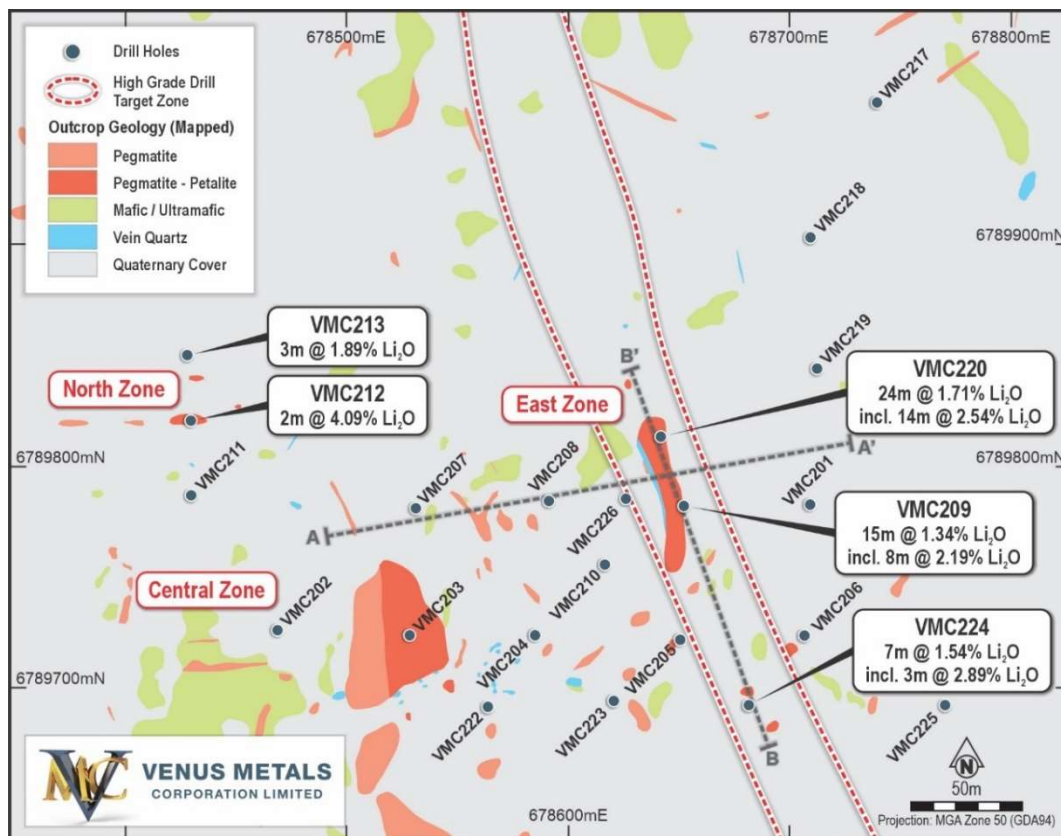 678500mE
678700mE
678800mE
Drill Holes
High Grade Drill
Target Zone
Outcrop Geology (Mapped)
Pegmatite
Pegmatite - Petalite
Mafic / Ultramafic
Vein Quartz
Quaternary Cover
VMC217
VMC218
6789900mN
VMC219
VMC213
3m @ 1.89% Li₂O
North Zone
VMC212
2m @ 4.09% Li₂O
East Zone
B'
VMC220
24m @ 1.71% Li₂O
incl. 14m @ 2.54% Li₂O
A'
6789800mN
6789800mN
VMC211
VMC207
VMC208
VMC226
VMC201
VMC209
15m @ 1.34% Li₂O
incl. 8m @ 2.19% Li₂O
A
Central Zone
VMC202
VMC203
VMC204
VMC210
VMC205
VMC206
VMC224
7m @ 1.54% Li₂O
incl. 3m @ 2.89% Li₂O
6789700mN
VMC222
VMC223
VMC225
B
VMC
VENUS METALS
CORPORATION LIMITED
678600mE
N
50m
Projection: MGA Zone 50 (GDA94)